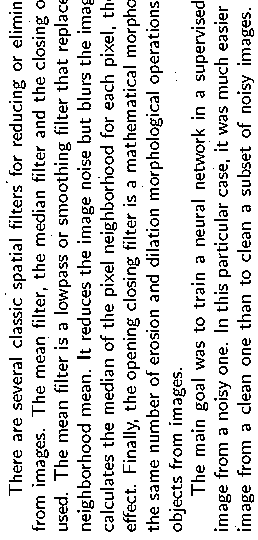 There are several classic spatial filters for reducing or elimin
from images. The mean filter, the median filter and the closing o
used. The mean filter is a lowpass or smoothing filter that replace
neighborhood mean. It reduces the image noise but blurs the imag
calculates the median of the pixel neighborhood for each pixel, the
effect. Finally, the opening closing filter is a mathematical morpho
the same number of erosion and dilation morphological operations
objects from images.
The main goal was to train a neural network in a supervised
image from a noisy one. In this particular case, it was much easier
image from a clean one than to clean a subset of noisy images.